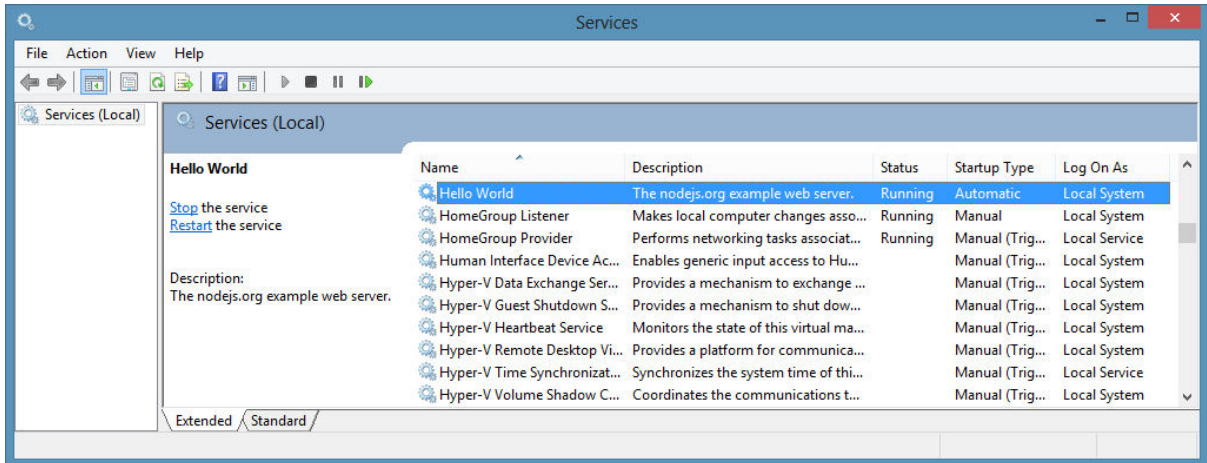 Services
File Action View Help
Services (Local)
Services (Local)
Hello World
Stop the service
Restart the service
Description:
The nodejs.org example web server.
Name Description Status Startup Type Log On As
Hello World The nodejs.org example web server. Running Automatic Local System
HomeGroup Listener Makes local computer changes asso... Running Manual Local System
HomeGroup Provider Performs networking tasks associat... Running Manual (Trig... Local Service
Human Interface Device Ac... Enables generic input access to Hu... Manual (Trig... Local System
Hyper-V Data Exchange Ser... Provides a mechanism to exchange ... Manual (Trig... Local System
Hyper-V Guest Shutdown S... Provides a mechanism to shut dow... Manual (Trig... Local System
Hyper-V Heartbeat Service Monitors the state of this virtual ma... Manual (Trig... Local System
Hyper-V Remote Desktop Vi... Provides a platform for communica... Manual (Trig... Local System
Hyper-V Time Synchronizat... Synchronizes the system time of thi... Manual (Trig... Local Service
Hyper-V Volume Shadow C... Coordinates the communications t... Manual (Trig... Local System
Extended Standard